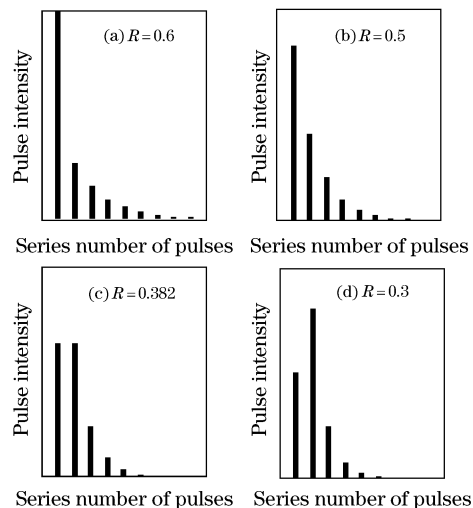 (a) R = 0.6
Pulse intensity
Series number of pulses
(b) R = 0.5
Pulse intensity
Series number of pulses
(c) R = 0.382
Pulse intensity
Series number of pulses
(d) R = 0.3
Pulse intensity
Series number of pulses